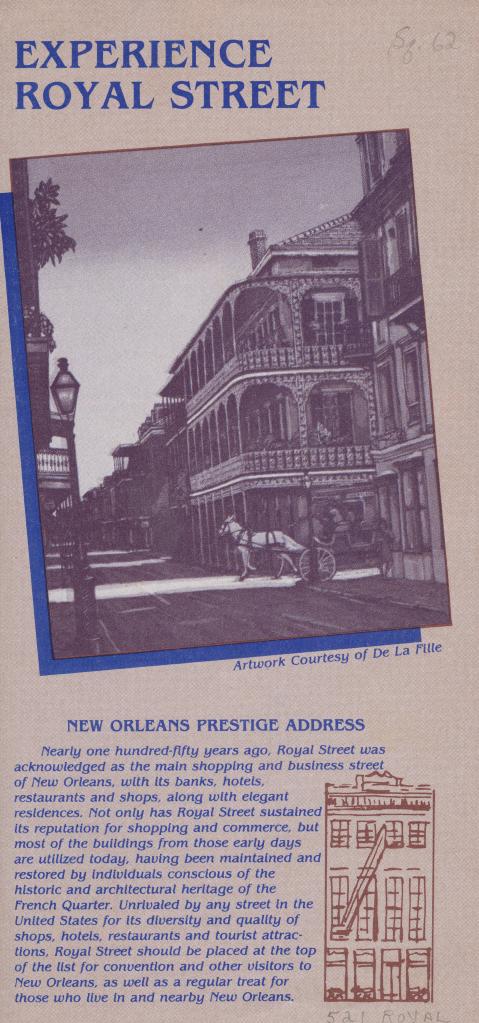 Sq. 62
EXPERIENCE
ROYAL STREET
Artwork Courtesy of De La Fille
NEW ORLEANS PRESTIGE ADDRESS
Nearly one hundred-fifty years ago, Royal Street was
acknowledged as the main shopping and business street
of New Orleans, with its banks, hotels,
restaurants and shops, along with elegant
residences. Not only has Royal Street sustained
its reputation for shopping and commerce, but
most of the buildings from those early days
are utilized today, having been maintained and
restored by individuals conscious of the
historic and architectural heritage of the
French Quarter. Unrivaled by any street in the
United States for its diversity and quality of
shops, hotels, restaurants and tourist attrac-
tions, Royal Street should be placed at the top
of the list for convention and other visitors to
New Orleans, as well as a regular treat for
those who live in and nearby New Orleans.
521 ROYAL